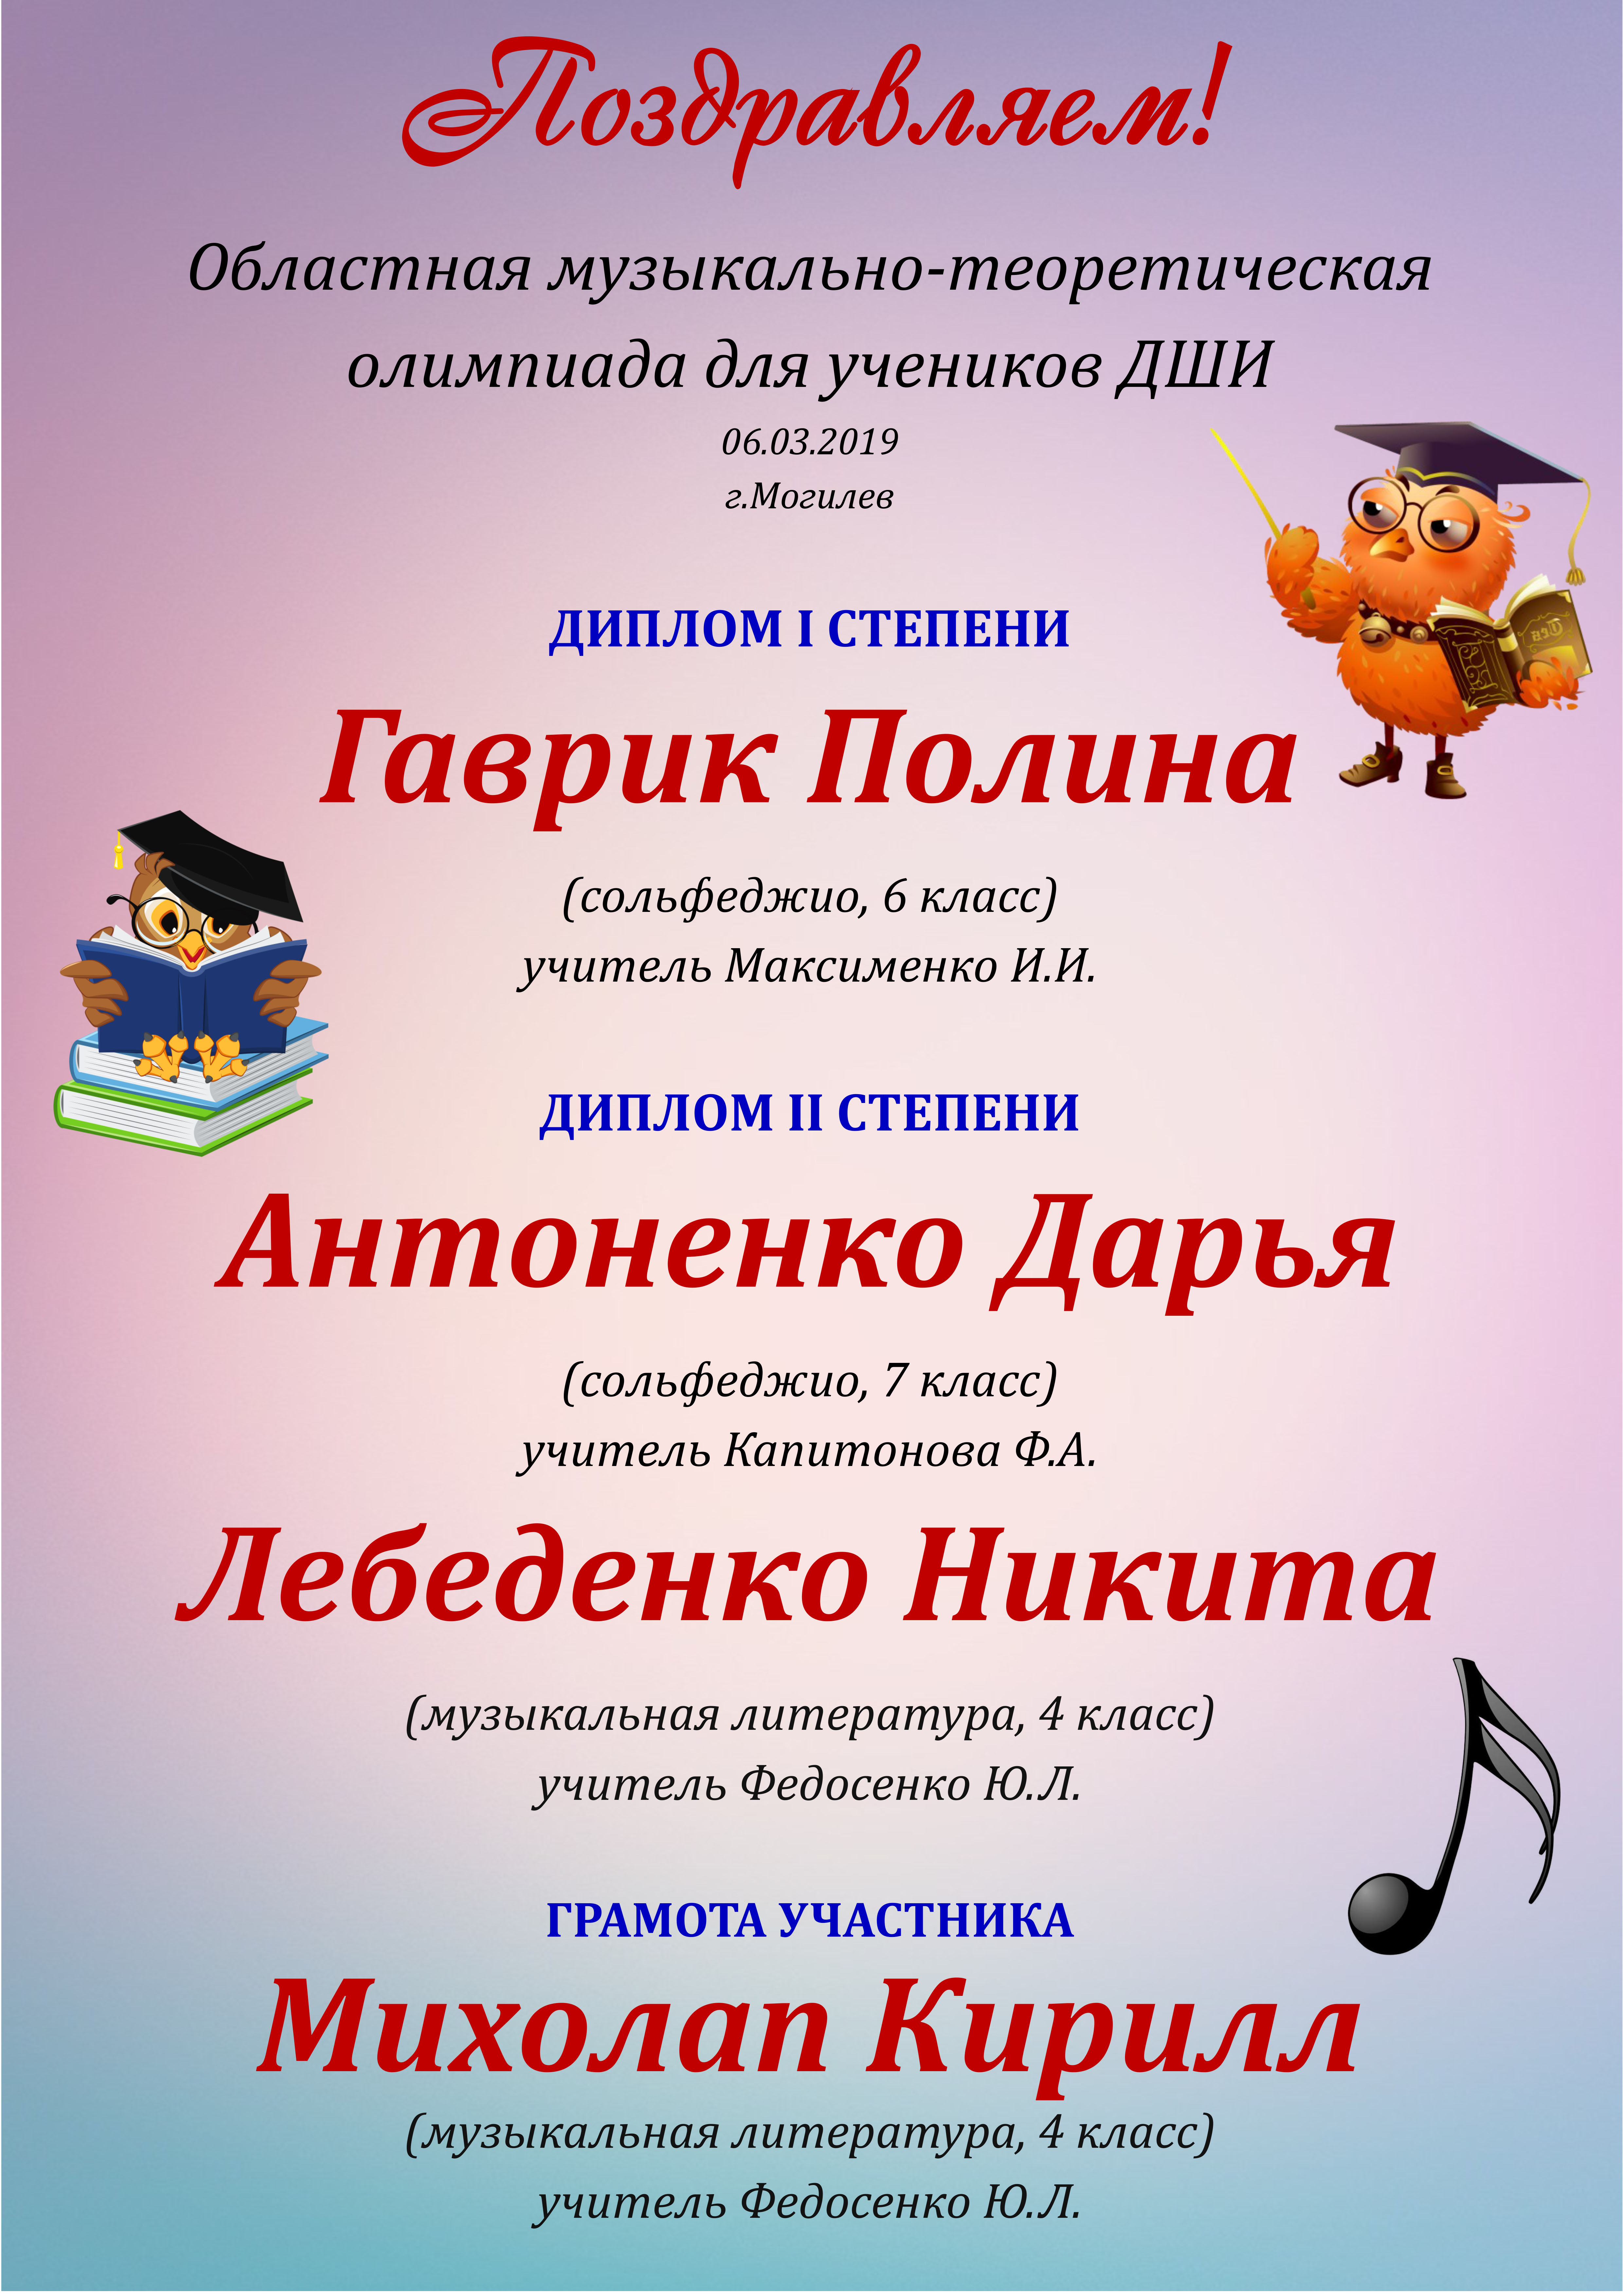 Поздравляем!
Областная музыкально-теоретическая
олимпиада для учеников ДШИ
06.03.2019
г.Могилев
ДИПЛОМ I СТЕПЕНИ
Гаврик Полина
(сольфеджио, 6 класс)
учитель Максименко И.И.
ДИПЛОМ II СТЕПЕНИ
Антоненко Дарья
(сольфеджио, 7 класс)
учитель Капитонова Ф.А.
Лебеденко Никита
(музыкальная литература, 4 класс)
учитель Федосенко Ю.Л.
ГРАМОТА УЧАСТНИКА
Михолап Кирилл
(музыкальная литература, 4 класс)
учитель Федосенко Ю.Л.